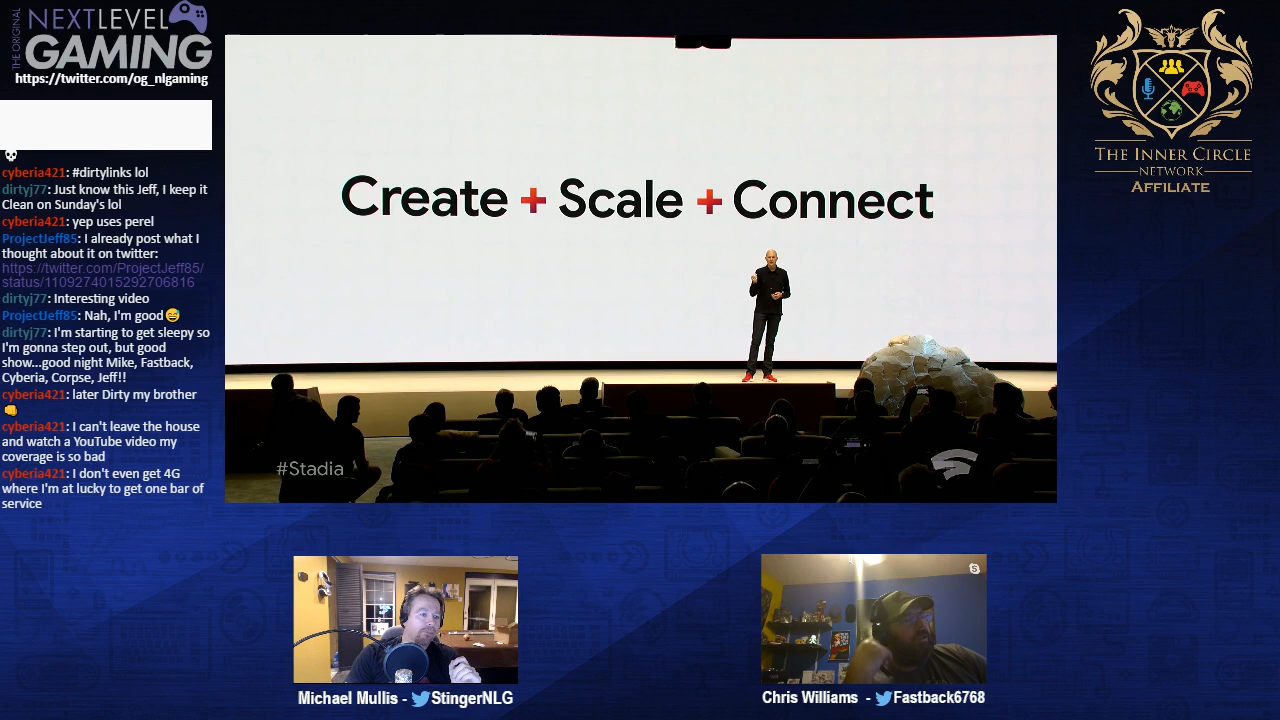 THE ORIGINAL
NEXTLEVEL
GAMING
https://twitter.com/og_nlgaming
cyberia421: #dirtylinks lol
dirtyj77: Just know this Jeff, I keep it
Clean on Sunday's lol
cyberia421: yep uses perel
ProjectJeff85: I already post what I
thought about it on twitter:
https://twitter.com/ProjectJeff85/
status/1109274015292706816
dirtyj77: Interesting video
ProjectJeff85: Nah, I'm good😅
dirtyj77: I'm starting to get sleepy so
I'm gonna step out, but good
show...good night Mike, Fastback,
Cyberia, Corpse, Jeff!!
cyberia421: later Dirty my brother
👊
cyberia421: I can't leave the house
and watch a YouTube video my
coverage is so bad
cyberia421: I don't even get 4G
where I'm at lucky to get one bar of
service
Create + Scale + Connect
#Stadia
THE INNER CIRCLE
NETWORK
AFFILIATE
Michael Mullis - StingerNLG
Chris Williams - Fastback6768